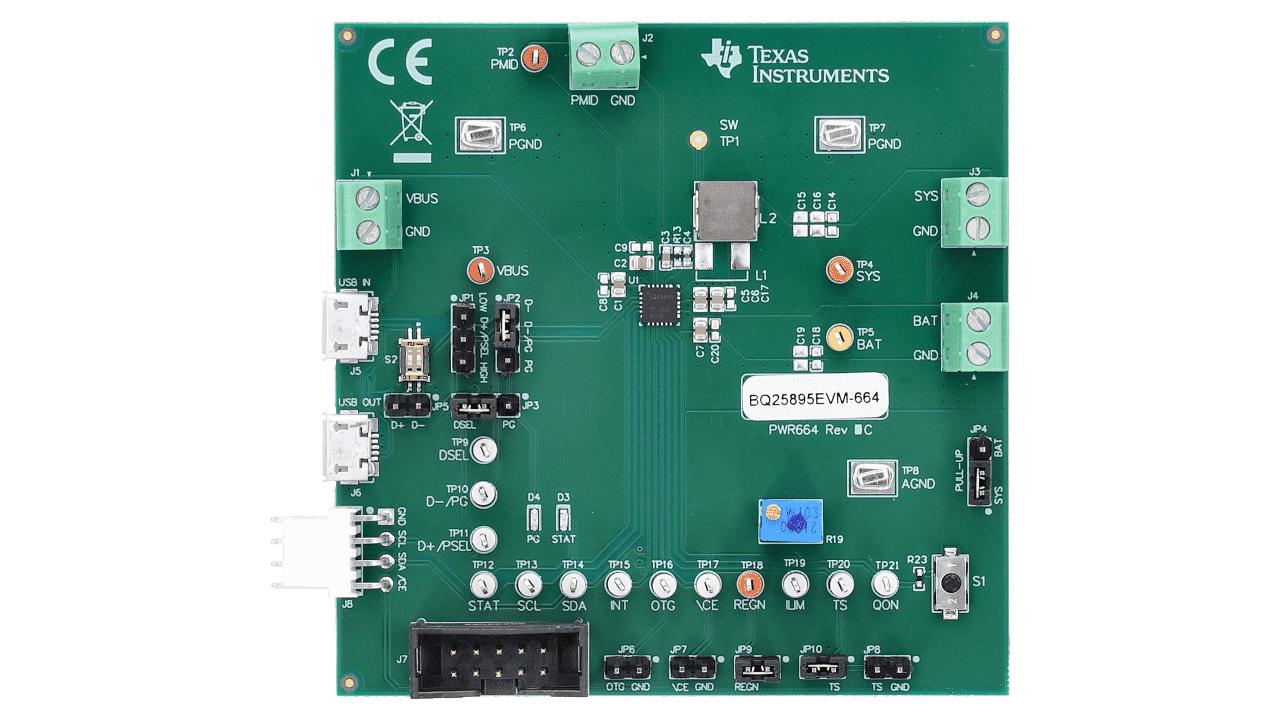 TP2
PMID
J2
PMID GND
TEXAS
INSTRUMENTS
TP6
PGND
SW
TP1
TP7
PGND
J1
VBUS
GND
J3
SYS
GND
L2
C15
C16
C14
C9
C2
C3
R13
C4
L1
TP3
VBUS
TP4
SYS
USB IN
J5
C8
C1
U1
C5
C6
C17
J4
BAT
GND
JP1
LOW D+/PSEL HIGH
JP2
D- D-/PG PG
S2
C7
C20
TP5
BAT
C19
C18
BQ25895EVM-664
PWR664 Rev C
USB OUT
JP5
D+ D-
JP3
DSEL PG
J6
TP9
DSEL
TP10
D-/PG
TP11
D+/PSEL
D4
PG
D3
STAT
JP4
BAT
PULL-UP
SYS
TP8
AGND
W103
R19
GND
SCL
SDA
/CE
J8
TP12
STAT
TP13
SCL
TP14
SDA
TP15
INT
TP16
OTG
TP17
\CE
TP18
REGN
TP19
ILIM
TP20
TS
TP21
QON
R23
S1
J7
JP6
OTG GND
JP7
\CE GND
JP9
REGN
JP10
TS
JP8
TS GND